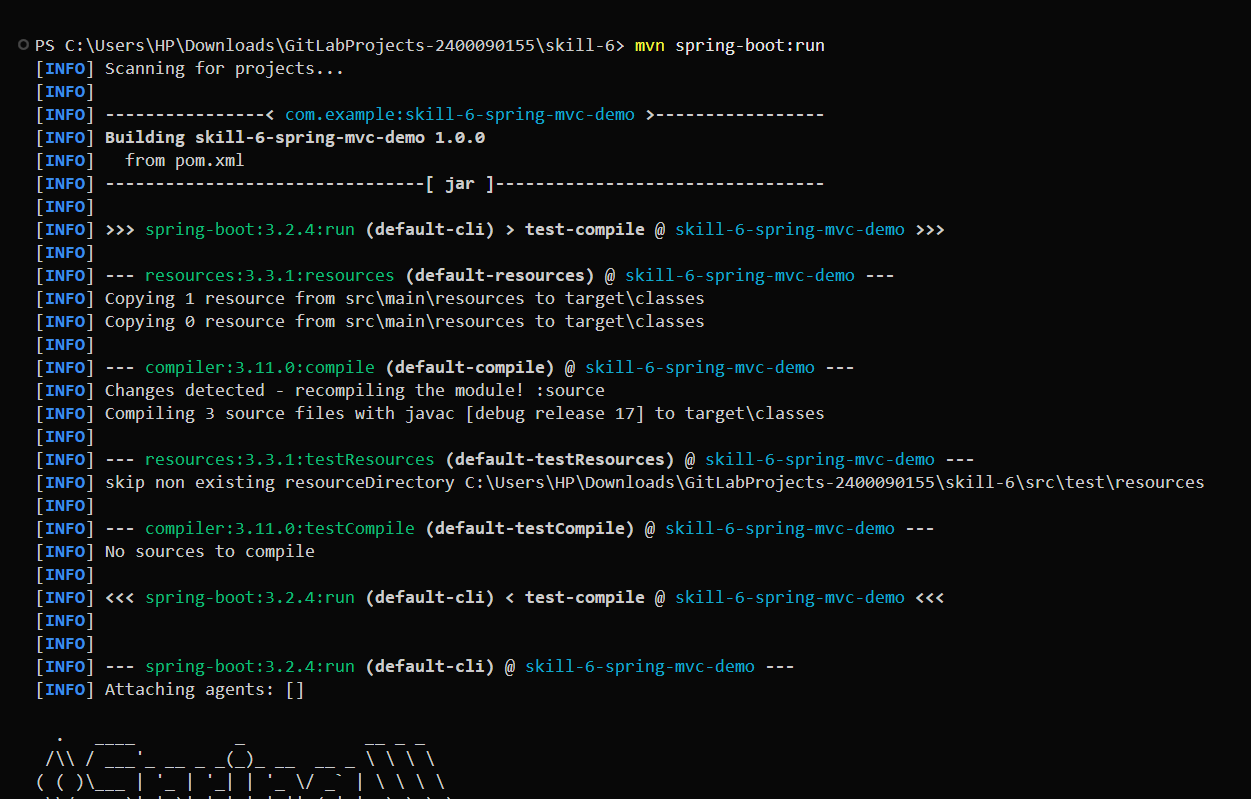 PS C:\Users\HP\Downloads\GitLabProjects-2400090155\skill-6> mvn spring-boot:run
[INFO] Scanning for projects...
[INFO]
[INFO] ----------------< com.example:skill-6-spring-mvc-demo >-----------------
[INFO] Building skill-6-spring-mvc-demo 1.0.0
[INFO]   from pom.xml
[INFO] --------------------------------[ jar ]---------------------------------
[INFO]
[INFO] >>> spring-boot:3.2.4:run (default-cli) > test-compile @ skill-6-spring-mvc-demo >>>
[INFO]
[INFO] --- resources:3.3.1:resources (default-resources) @ skill-6-spring-mvc-demo ---
[INFO] Copying 1 resource from src\main\resources to target\classes
[INFO] Copying 0 resource from src\main\resources to target\classes
[INFO]
[INFO] --- compiler:3.11.0:compile (default-compile) @ skill-6-spring-mvc-demo ---
[INFO] Changes detected - recompiling the module! :source
[INFO] Compiling 3 source files with javac [debug release 17] to target\classes
[INFO]
[INFO] --- resources:3.3.1:testResources (default-testResources) @ skill-6-spring-mvc-demo ---
[INFO] skip non existing resourceDirectory C:\Users\HP\Downloads\GitLabProjects-2400090155\skill-6\src\test\resources
[INFO]
[INFO] --- compiler:3.11.0:testCompile (default-testCompile) @ skill-6-spring-mvc-demo ---
[INFO] No sources to compile
[INFO]
[INFO] <<< spring-boot:3.2.4:run (default-cli) < test-compile @ skill-6-spring-mvc-demo <<<
[INFO]
[INFO]
[INFO] --- spring-boot:3.2.4:run (default-cli) @ skill-6-spring-mvc-demo ---
[INFO] Attaching agents: []
  .   ____          _            __ _ _
 /\\ / ___'_ __ _ _(_)_ __  __ _ \ \ \ \
( ( )\___ | '_ | '_| | '_ \/ _` | \ \ \ \